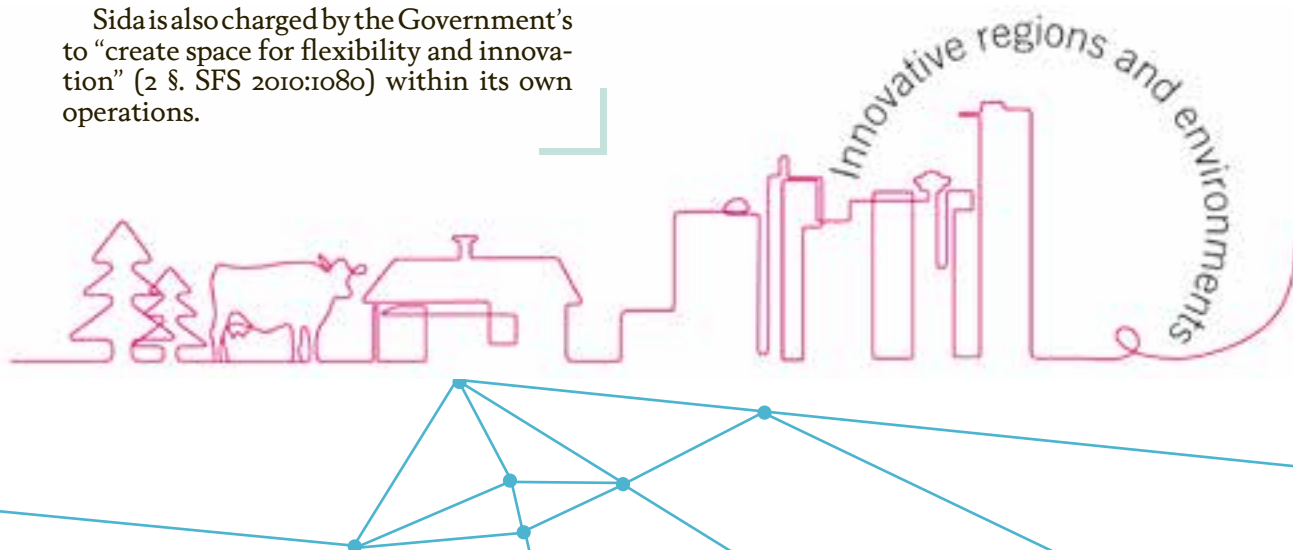 Sida is also charged by the Government’s
to “create space for flexibility and innova-
tion” (2 §. SFS 2010:1080) within its own
operations.
Innovative regions and environments